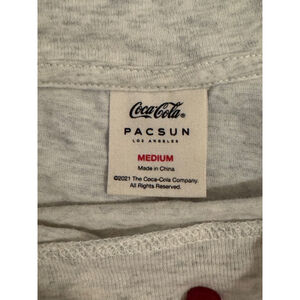 Coca-Cola®
PACSUN
LOS ANGELES
MEDIUM
Made in China
©2021 The Coca-Cola Company.
All Rights Reserved.